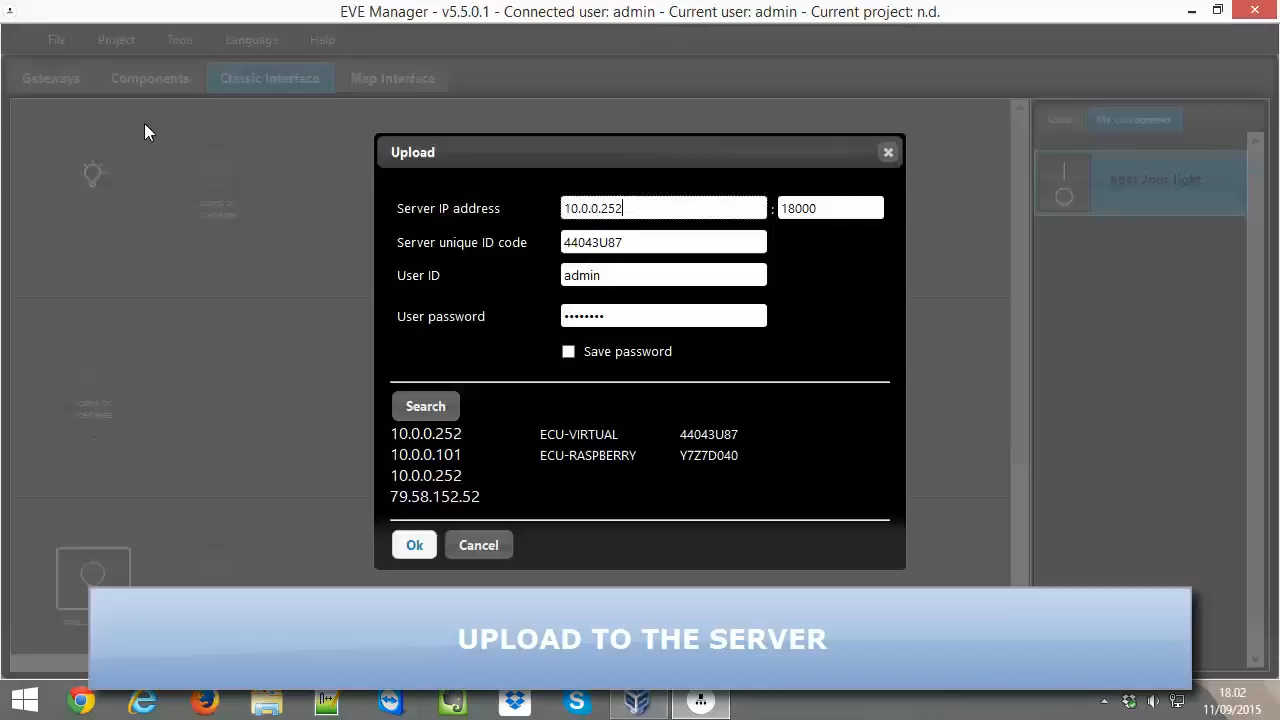 EVE Manager - v5.5.0.1 - Connected user: admin - Current user: admin - Current project: n.d.
File Project Tools Language Help
Gateways Components Classic Interface Map Interface
Icons My components
Upload
Server IP address 10.0.0.252 : 18000
Server unique ID code 44043U87
User ID admin
User password ••••••••
Save password
Search
10.0.0.252 ECU-VIRTUAL 44043U87
10.0.0.101 ECU-RASPBERRY Y7Z7D040
10.0.0.252
79.58.152.52
Ok Cancel
UPLOAD TO THE SERVER
18.02
11/09/2015